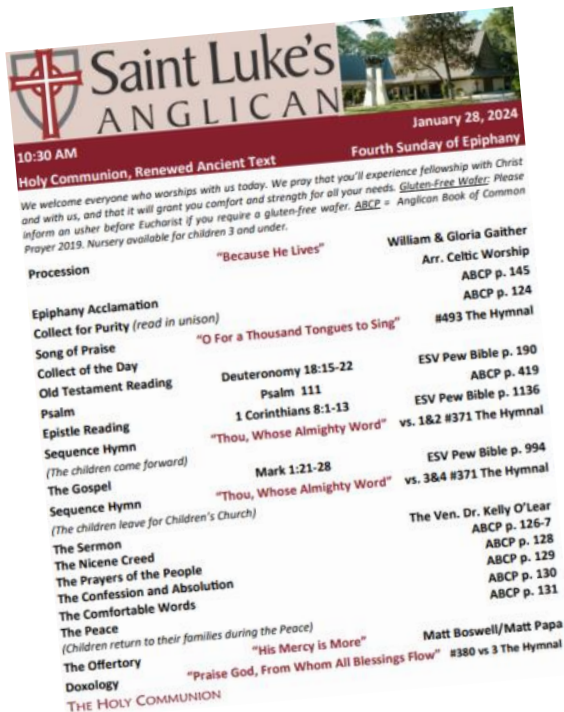 Saint Luke's
ANGLICAN
January 28, 2024
10:30 AM
Fourth Sunday of Epiphany
Holy Communion, Renewed Ancient Text
We welcome everyone who worships with us today. We pray that you'll experience fellowship with Christ
and with us, and that it will grant you comfort and strength for all your needs. Gluten-Free Wafer: Please
inform an usher before Eucharist if you require a gluten-free wafer. ABCP = Anglican Book of Common
Prayer 2019. Nursery available for children 3 and under.
Procession "Because He Lives" William & Gloria Gaither
Arr. Celtic Worship
Epiphany Acclamation ABCP p. 145
Collect for Purity (read in unison) ABCP p. 124
Song of Praise "O For a Thousand Tongues to Sing" #493 The Hymnal
Collect of the Day
Old Testament Reading Deuteronomy 18:15-22 ESV Pew Bible p. 190
Psalm Psalm 111 ABCP p. 419
Epistle Reading 1 Corinthians 8:1-13 ESV Pew Bible p. 1136
Sequence Hymn "Thou, Whose Almighty Word" vs. 1&2 #371 The Hymnal
(The children come forward)
The Gospel Mark 1:21-28 ESV Pew Bible p. 994
Sequence Hymn "Thou, Whose Almighty Word" vs. 3&4 #371 The Hymnal
(The children leave for Children's Church)
The Sermon The Ven. Dr. Kelly O'Lear
The Nicene Creed ABCP p. 126-7
The Prayers of the People ABCP p. 128
The Confession and Absolution ABCP p. 129
The Comfortable Words ABCP p. 130
The Peace ABCP p. 131
(Children return to their families during the Peace)
The Offertory "His Mercy is More" Matt Boswell/Matt Papa
Doxology "Praise God, From Whom All Blessings Flow" #380 vs 3 The Hymnal
THE HOLY COMMUNION